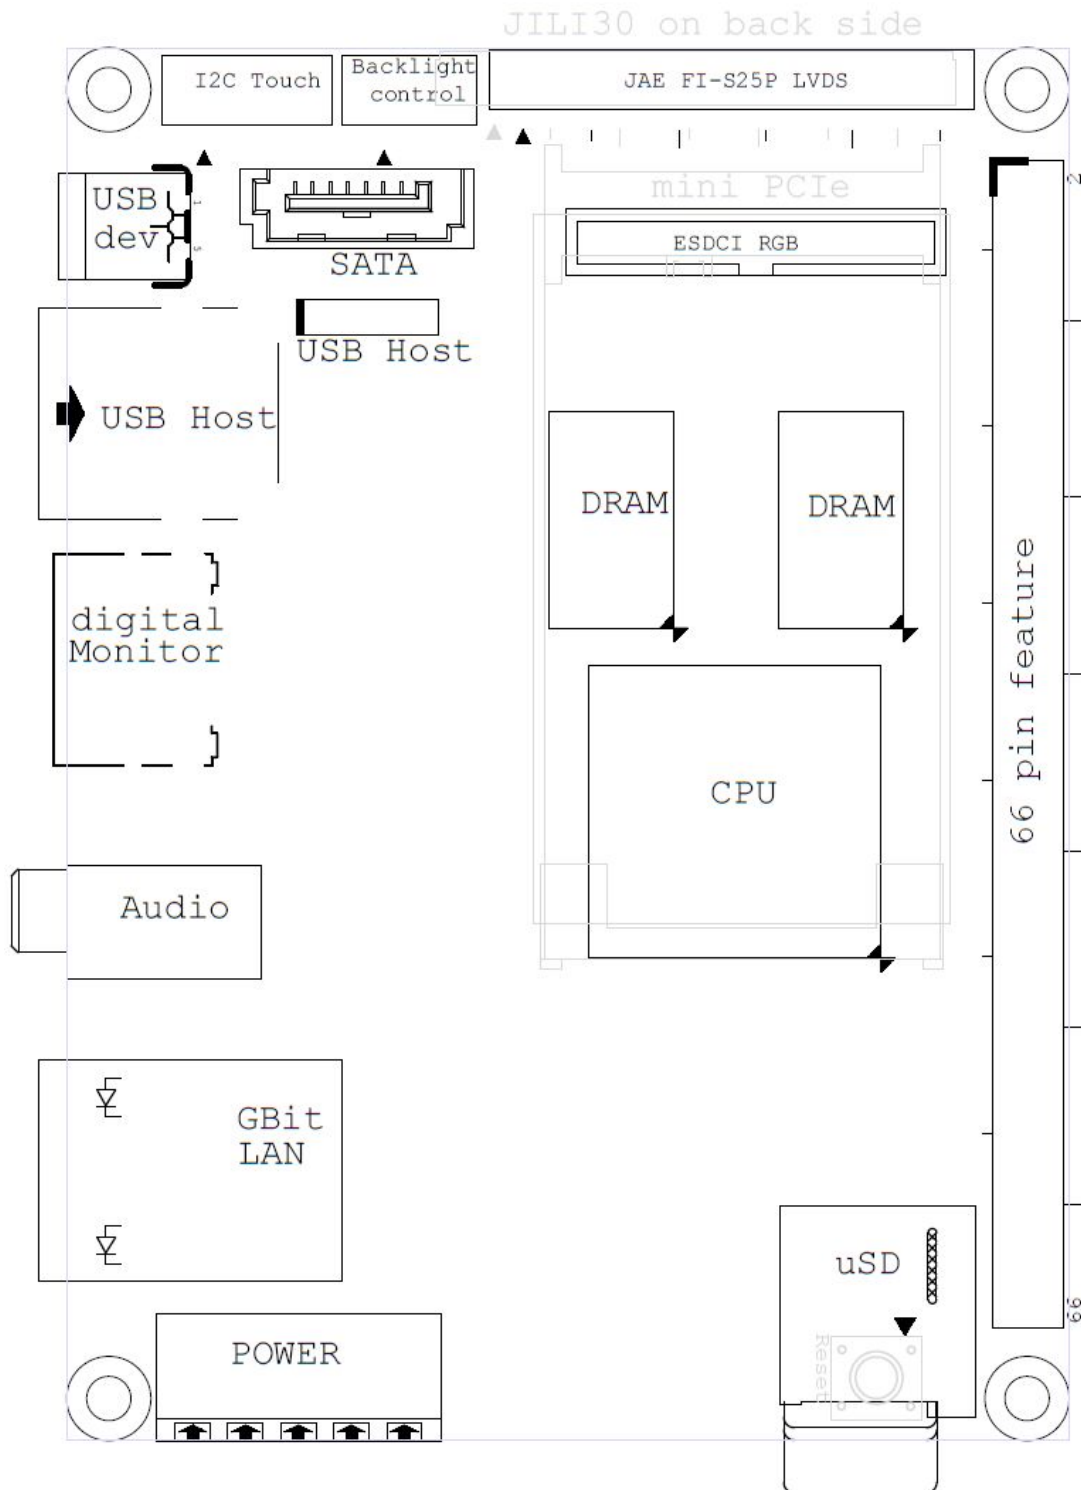 JILI30 on back side
I2C Touch
Backlight
control
JAE FI-S25P LVDS
USB
dev
1
5
SATA
mini PCIe
ESDCI RGB
2
USB Host
USB Host
DRAM
DRAM
digital
Monitor
66 pin feature
CPU
Audio
GBit
LAN
uSD
66
Reset
POWER